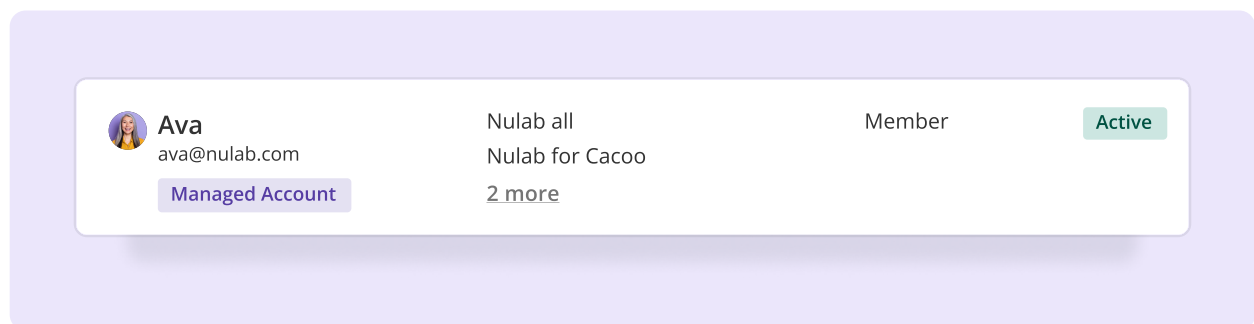 Ava
ava@nulab.com
Managed Account
Nulab all
Nulab for Cacoo
2 more
Member
Active